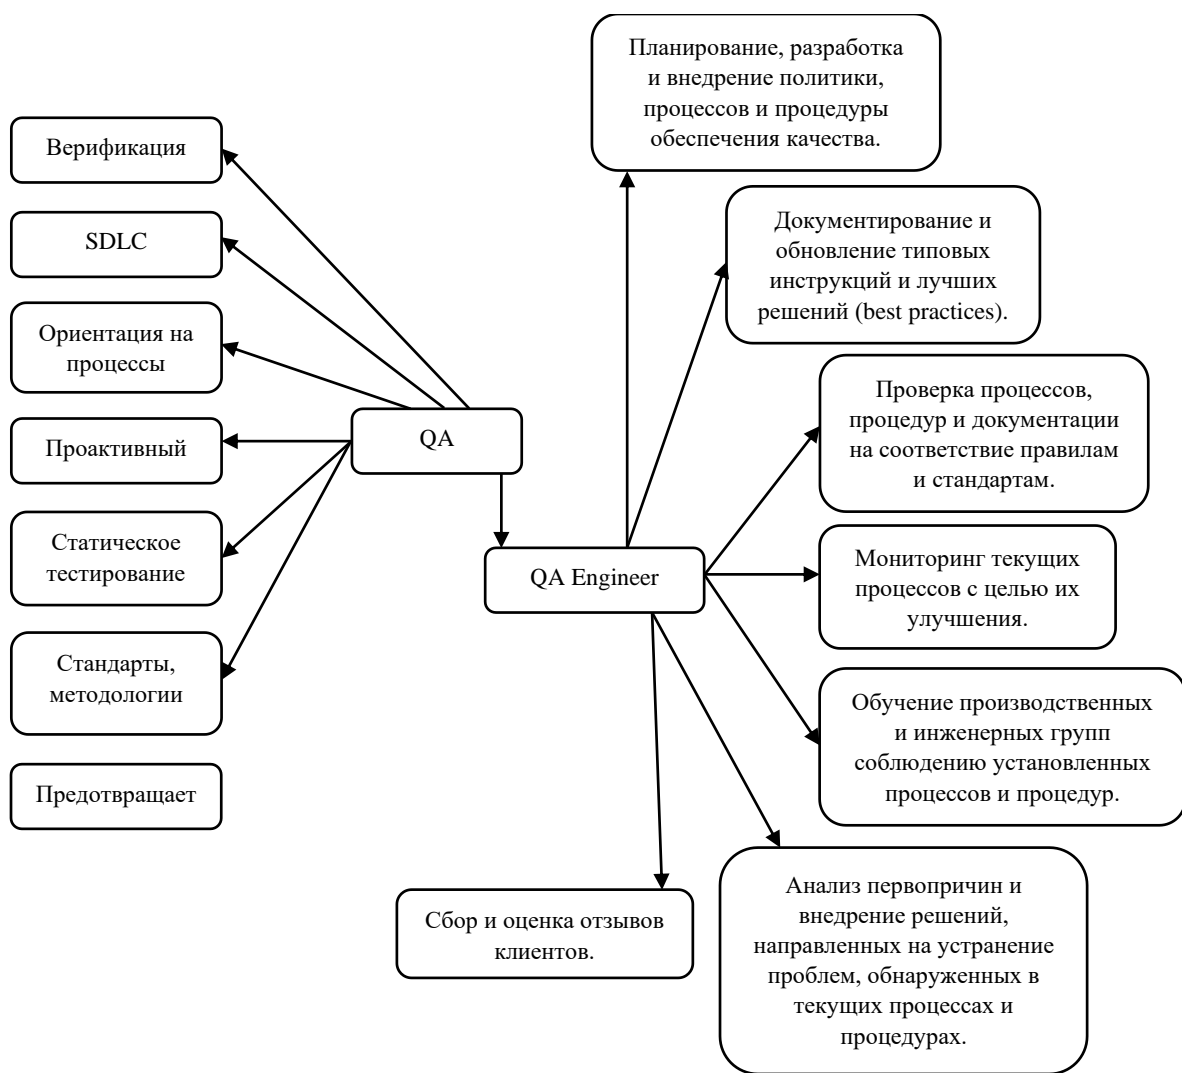 Планирование, разработка
и внедрение политики,
процессов и процедуры
обеспечения качества.
Верификация
SDLC
Ориентация на
процессы
Проактивный
Статическое
тестирование
Стандарты,
методологии
Предотвращает
QA
QA Engineer
Документирование и
обновление типовых
инструкций и лучших
решений (best practices).
Проверка процессов,
процедур и документации
на соответствие правилам
и стандартам.
Мониторинг текущих
процессов с целью их
улучшения.
Обучение производственных
и инженерных групп
соблюдению установленных
процессов и процедур.
Анализ первопричин и
внедрение решений,
направленных на устранение
проблем, обнаруженных в
текущих процессах и
процедурах.
Сбор и оценка отзывов
клиентов.